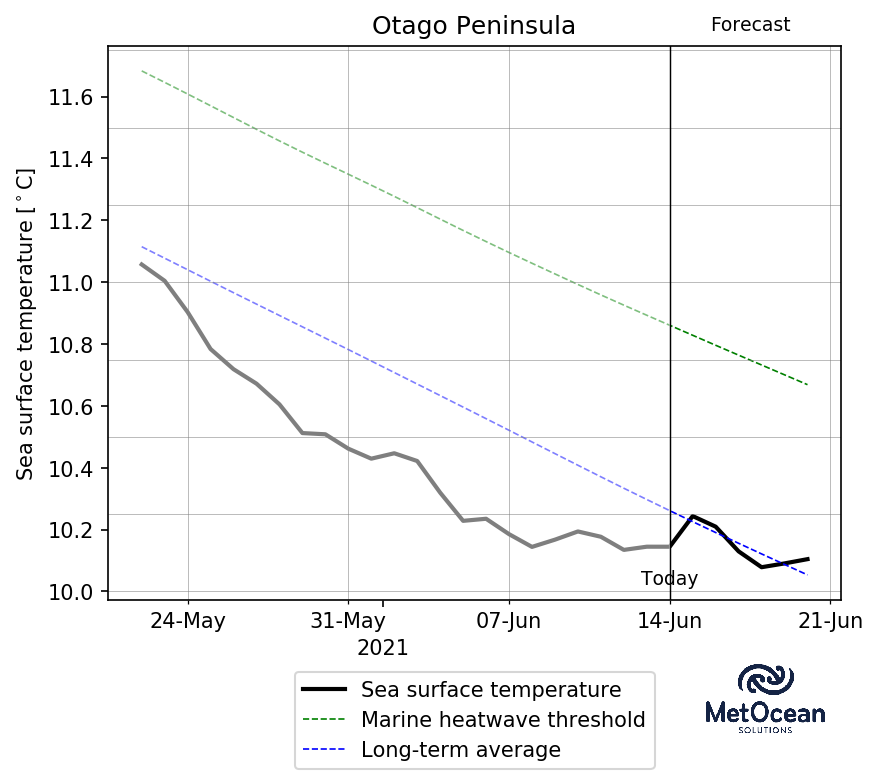 Otago Peninsula
Forecast
Sea surface temperature [ ° C]
11.6
11.4
11.2
11.0
10.8
10.6
10.4
10.2
10.0
Today
24-May
31-May
07-Jun
14-Jun
21-Jun
2021
Sea surface temperature
Marine heatwave threshold
Long-term average
MetOcean
SOLUTIONS